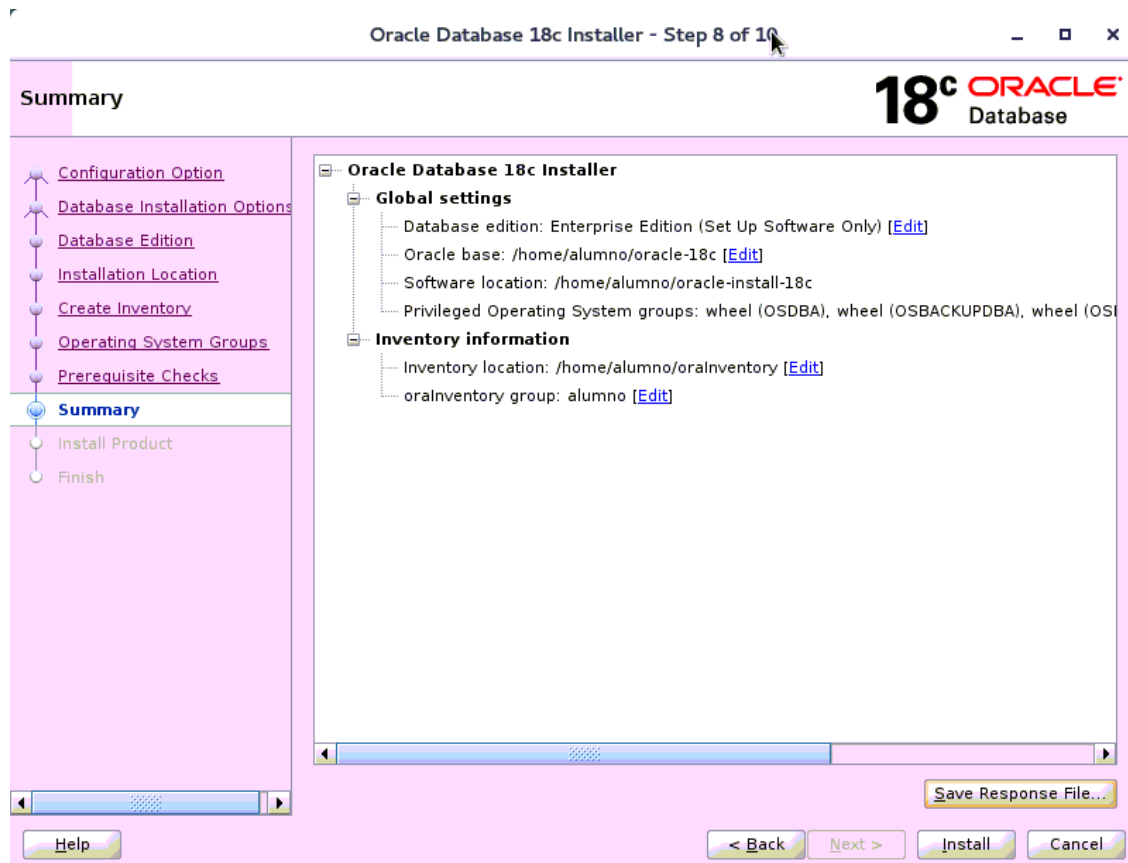 Oracle Database 18c Installer - Step 8 of 10
Summary
18c ORACLE
Database
Configuration Option
Database Installation Options
Database Edition
Installation Location
Create Inventory
Operating System Groups
Prerequisite Checks
Summary
Install Product
Finish
Oracle Database 18c Installer
Global settings
Database edition: Enterprise Edition (Set Up Software Only) [Edit]
Oracle base: /home/alumno/oracle-18c [Edit]
Software location: /home/alumno/oracle-install-18c
Privileged Operating System groups: wheel (OSDBA), wheel (OSBACKUPDBA), wheel
Inventory information
Inventory location: /home/alumno/oraInventory [Edit]
oraInventory group: alumno [Edit]
Save Response File...
Help
< Back
Next >
Install
Cancel